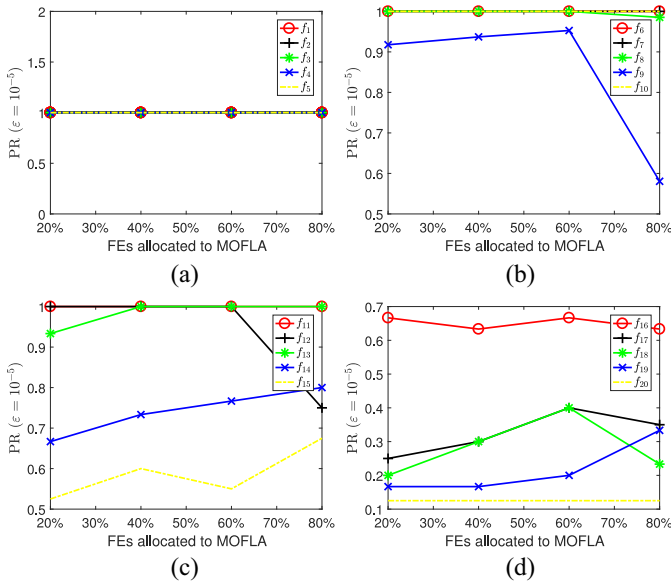 2
1.5
1
0.5
0
PR (ε = 10⁻⁵)
20% 30% 40% 50% 60% 70% 80%
FEs allocated to MOFLA
f₁
f₂
f₃
f₄
f₅
(a)
1
0.9
0.8
0.7
0.6
0.5
PR (ε = 10⁻⁵)
20% 30% 40% 50% 60% 70% 80%
FEs allocated to MOFLA
f₆
f₇
f₈
f₉
f₁₀
(b)
1
0.9
0.8
0.7
0.6
0.5
PR (ε = 10⁻⁵)
20% 30% 40% 50% 60% 70% 80%
FEs allocated to MOFLA
f₁₁
f₁₂
f₁₃
f₁₄
f₁₅
(c)
0.7
0.6
0.5
0.4
0.3
0.2
0.1
PR (ε = 10⁻⁵)
20% 30% 40% 50% 60% 70% 80%
FEs allocated to MOFLA
f₁₆
f₁₇
f₁₈
f₁₉
f₂₀
(d)